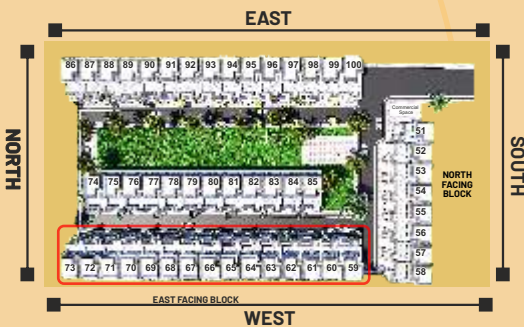 EAST
NORTH
86 87 88 89 90 91 92 93 94 95 96 97 98 99 100
Commercial
Space
51
52
53
54
55
56
57
58
NORTH
FACING
BLOCK
SOUTH
74 75 76 77 78 79 80 81 82 83 84 85
73 72 71 70 69 68 67 66 65 64 63 62 61 60 59
EAST FACING BLOCK
WEST